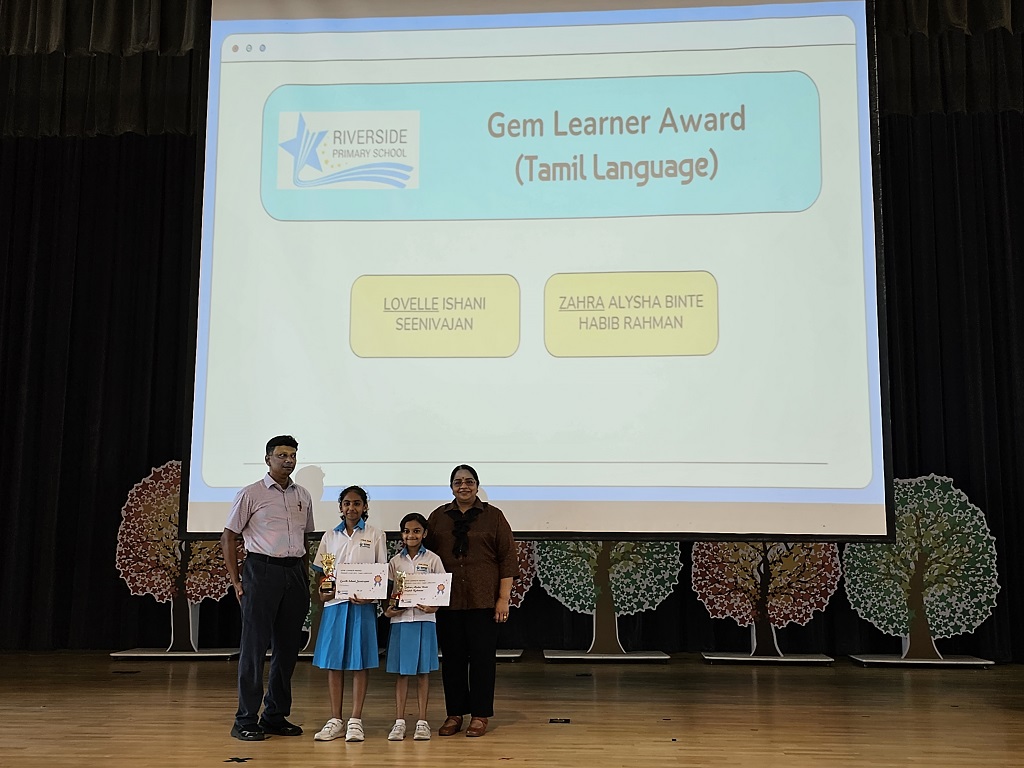 RIVERSIDE
PRIMARY SCHOOL
Gem Learner Award
(Tamil Language)
LOVELLE ISHANI
SEENIVAJAN
ZAHRA ALYSHA BINTE
HABIB RAHMAN